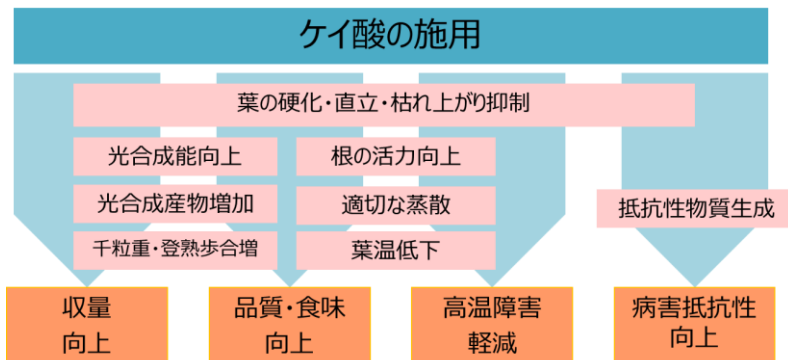 ケイ酸の施用
葉の硬化・直立・枯れ上がり抑制
光合成能向上
根の活力向上
光合成産物増加
適切な蒸散
抵抗性物質生成
千粒重・登熟歩合増
葉温低下
収量
向上
品質・食味
向上
高温障害
軽減
病害抵抗性
向上